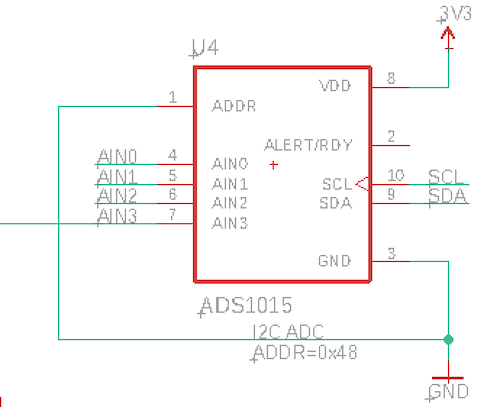 3V3
U4
VDD 8
1 ADDR
ALERT/RDY 2
AIN0 4 AIN0
AIN1 5 AIN1 SCL 10 SCL
AIN2 6 AIN2 SDA 9 SDA
AIN3 7 AIN3
GND 3
ADS1015
I2C ADC
ADDR=0x48
GND